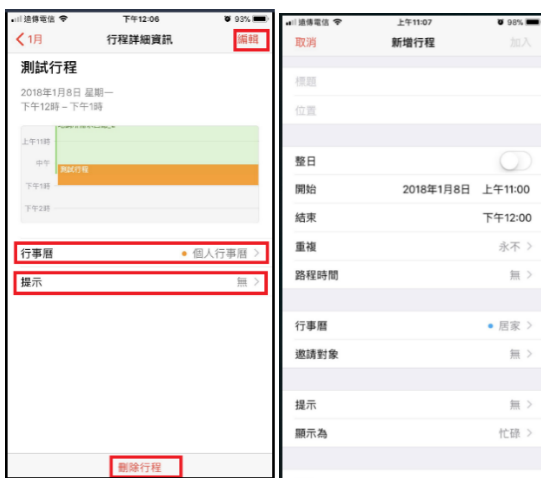 遠傳電信 下午12:06 93%
1月 行程詳細資訊 編輯
測試行程
2018年1月8日 星期一
下午12時 – 下午1時
上午11時
中午
測試行程
下午1時
下午2時
行事曆 個人行事曆
提示 無
刪除行程
遠傳電信 上午11:07 98%
取消 新增行程 加入
標題
位置
整日
開始 2018年1月8日 上午11:00
結束 下午12:00
重複 永不
路程時間 無
行事曆 居家
邀請對象 無
提示 無
顯示為 忙碌